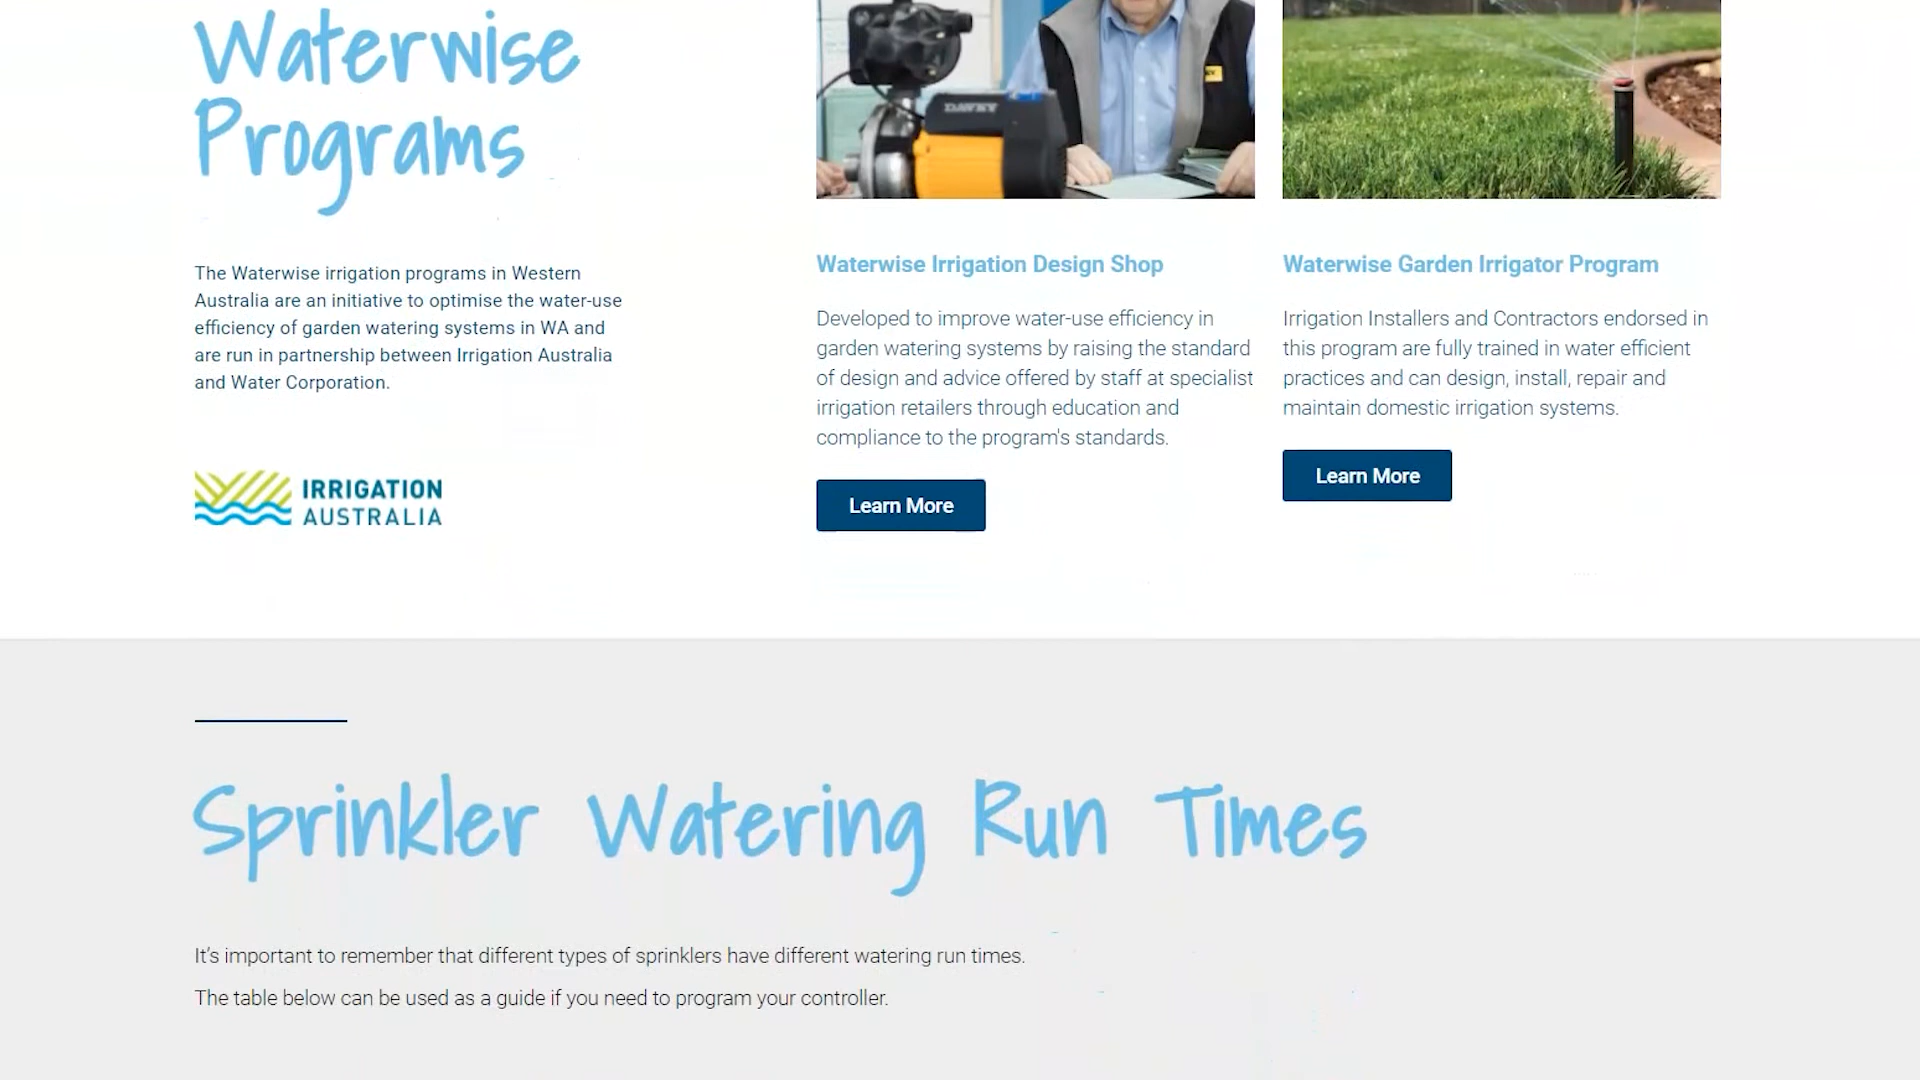 Waterwise
Programs
The Waterwise irrigation programs in Western
Australia are an initiative to optimise the water-use
efficiency of garden watering systems in WA and
are run in partnership between Irrigation Australia
and Water Corporation.
IRRIGATION
AUSTRALIA
DAVEY
Waterwise Irrigation Design Shop
Developed to improve water-use efficiency in
garden watering systems by raising the standard
of design and advice offered by staff at specialist
irrigation retailers through education and
compliance to the program's standards.
Learn More
Waterwise Garden Irrigator Program
Irrigation Installers and Contractors endorsed in
this program are fully trained in water efficient
practices and can design, install, repair and
maintain domestic irrigation systems.
Learn More
Sprinkler Watering Run Times
It's important to remember that different types of sprinklers have different watering run times.
The table below can be used as a guide if you need to program your controller.